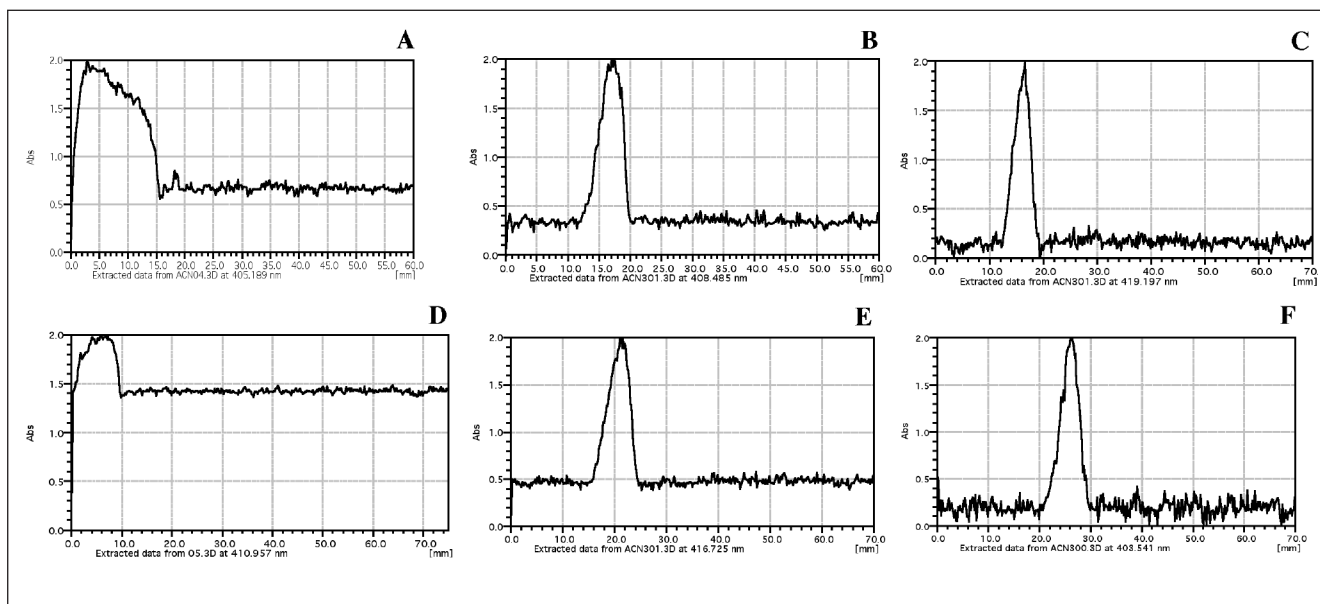 A
2.0
1.5
1.0
0.5
0.0
Abs
0.0 5.0 10.0 15.0 20.0 25.0 30.0 35.0 40.0 45.0 50.0 55.0 60.0
Extracted data from ACN04.3D at 405.189 nm [mm]
B
2.0
1.5
1.0
0.5
0.0
Abs
0.0 5.0 10.0 15.0 20.0 25.0 30.0 35.0 40.0 45.0 50.0 55.0 60.0
Extracted data from ACN301.3D at 408.485 nm [mm]
C
2.0
1.5
1.0
0.5
0.0
Abs
0.0 10.0 20.0 30.0 40.0 50.0 60.0 70.0
Extracted data from ACN301.3D at 419.197 nm [mm]
D
2.0
1.5
1.0
0.5
0.0
Abs
0.0 10.0 20.0 30.0 40.0 50.0 60.0 70.0
Extracted data from O5.3D at 410.957 nm [mm]
E
2.0
1.5
1.0
0.5
0.0
Abs
0.0 10.0 20.0 30.0 40.0 50.0 60.0 70.0
Extracted data from ACN301.3D at 416.725 nm [mm]
F
2.0
1.5
1.0
0.5
0.0
Abs
0.0 10.0 20.0 30.0 40.0 50.0 60.0 70.0
Extracted data from ACN300.3D at 403.541 nm [mm]